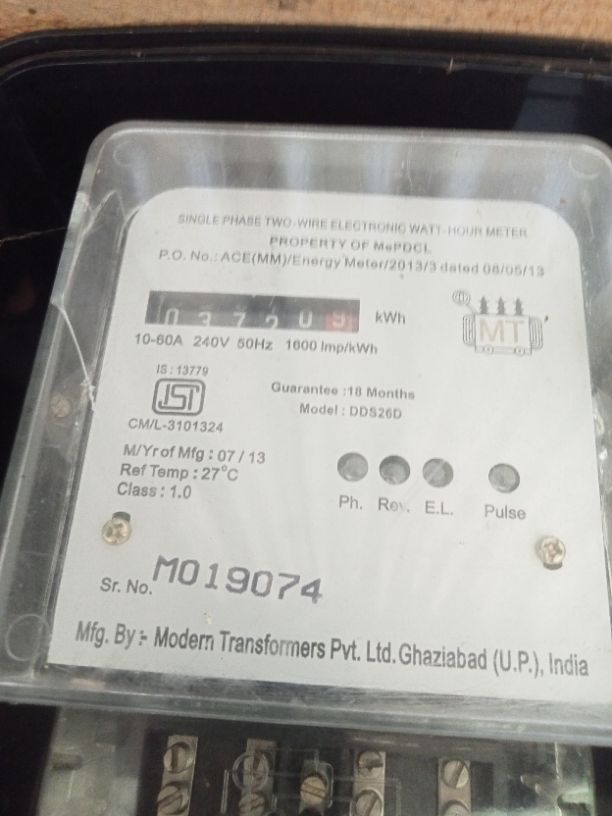 SINGLE PHASE TWO-WIRE ELECTRONIC WATT-HOUR METER
PROPERTY OF MePDCL
P.O. No.: ACE(MM)/Energy Meter/2013/3 dated 08/05/13
037209 kWh
MT
10-60A 240V 50Hz 1600 Imp/kWh
IS : 13779
ISI
CM/L-3101324
Guarantee :18 Months
Model : DDS26D
M/Yr of Mfg : 07 / 13
Ref Temp : 27°C
Class : 1.0
Ph. Rev. E.L. Pulse
Sr. No. M019074
Mfg. By :- Modern Transformers Pvt. Ltd. Ghaziabad (U.P.), India